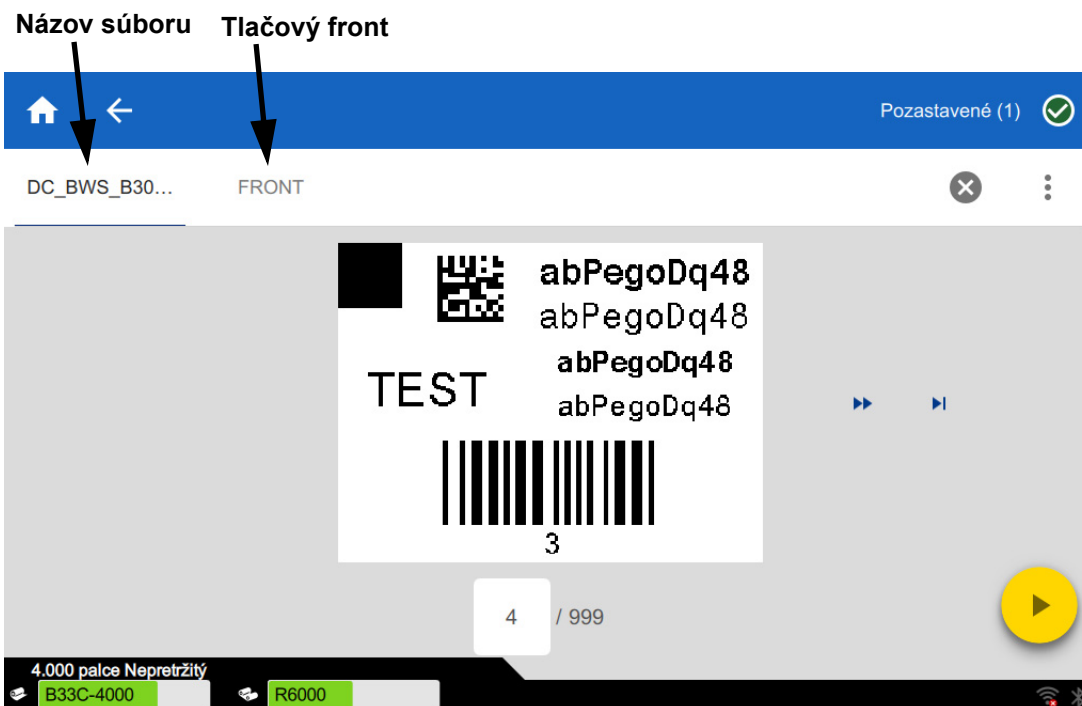 Názov súboru Tlačový front
Pozastavené (1)
DC_BWS_B30... FRONT
abPegoDq48
abPegoDq48
TEST
abPegoDq48
abPegoDq48
3
4 / 999
4.000 palce Nepretržitý
B33C-4000 R6000